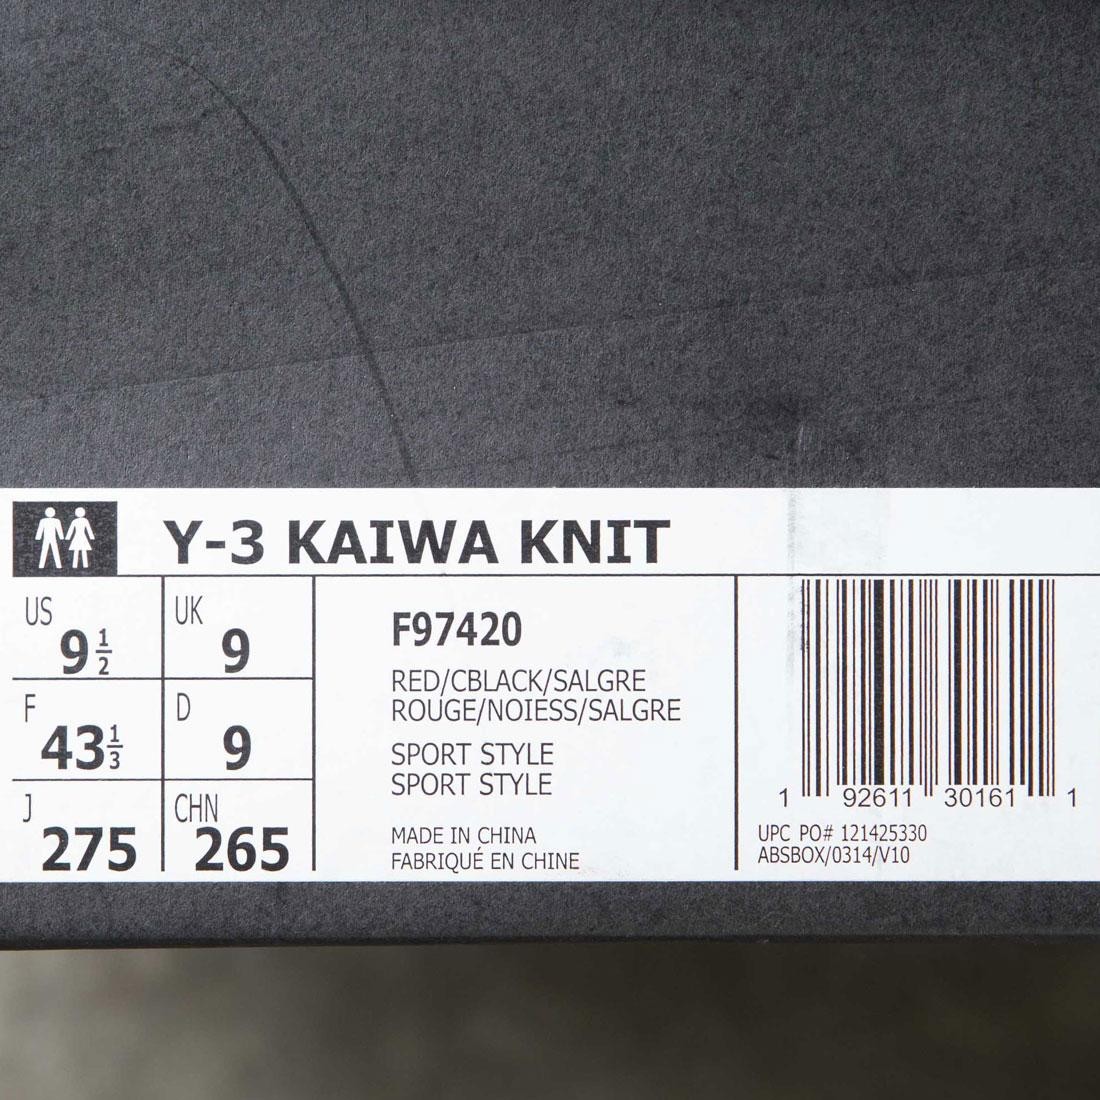 Y-3 KAIWA KNIT
US 9 1/2
UK 9
F 43 1/3
D 9
J 275
CHN 265
F97420
RED/CBLACK/SALGRE
ROUGE/NOIESS/SALGRE
SPORT STYLE
SPORT STYLE
MADE IN CHINA
FABRIQUÉ EN CHINE
1 92611 30161 1
UPC PO# 121425330
ABSBOX/0314/V10